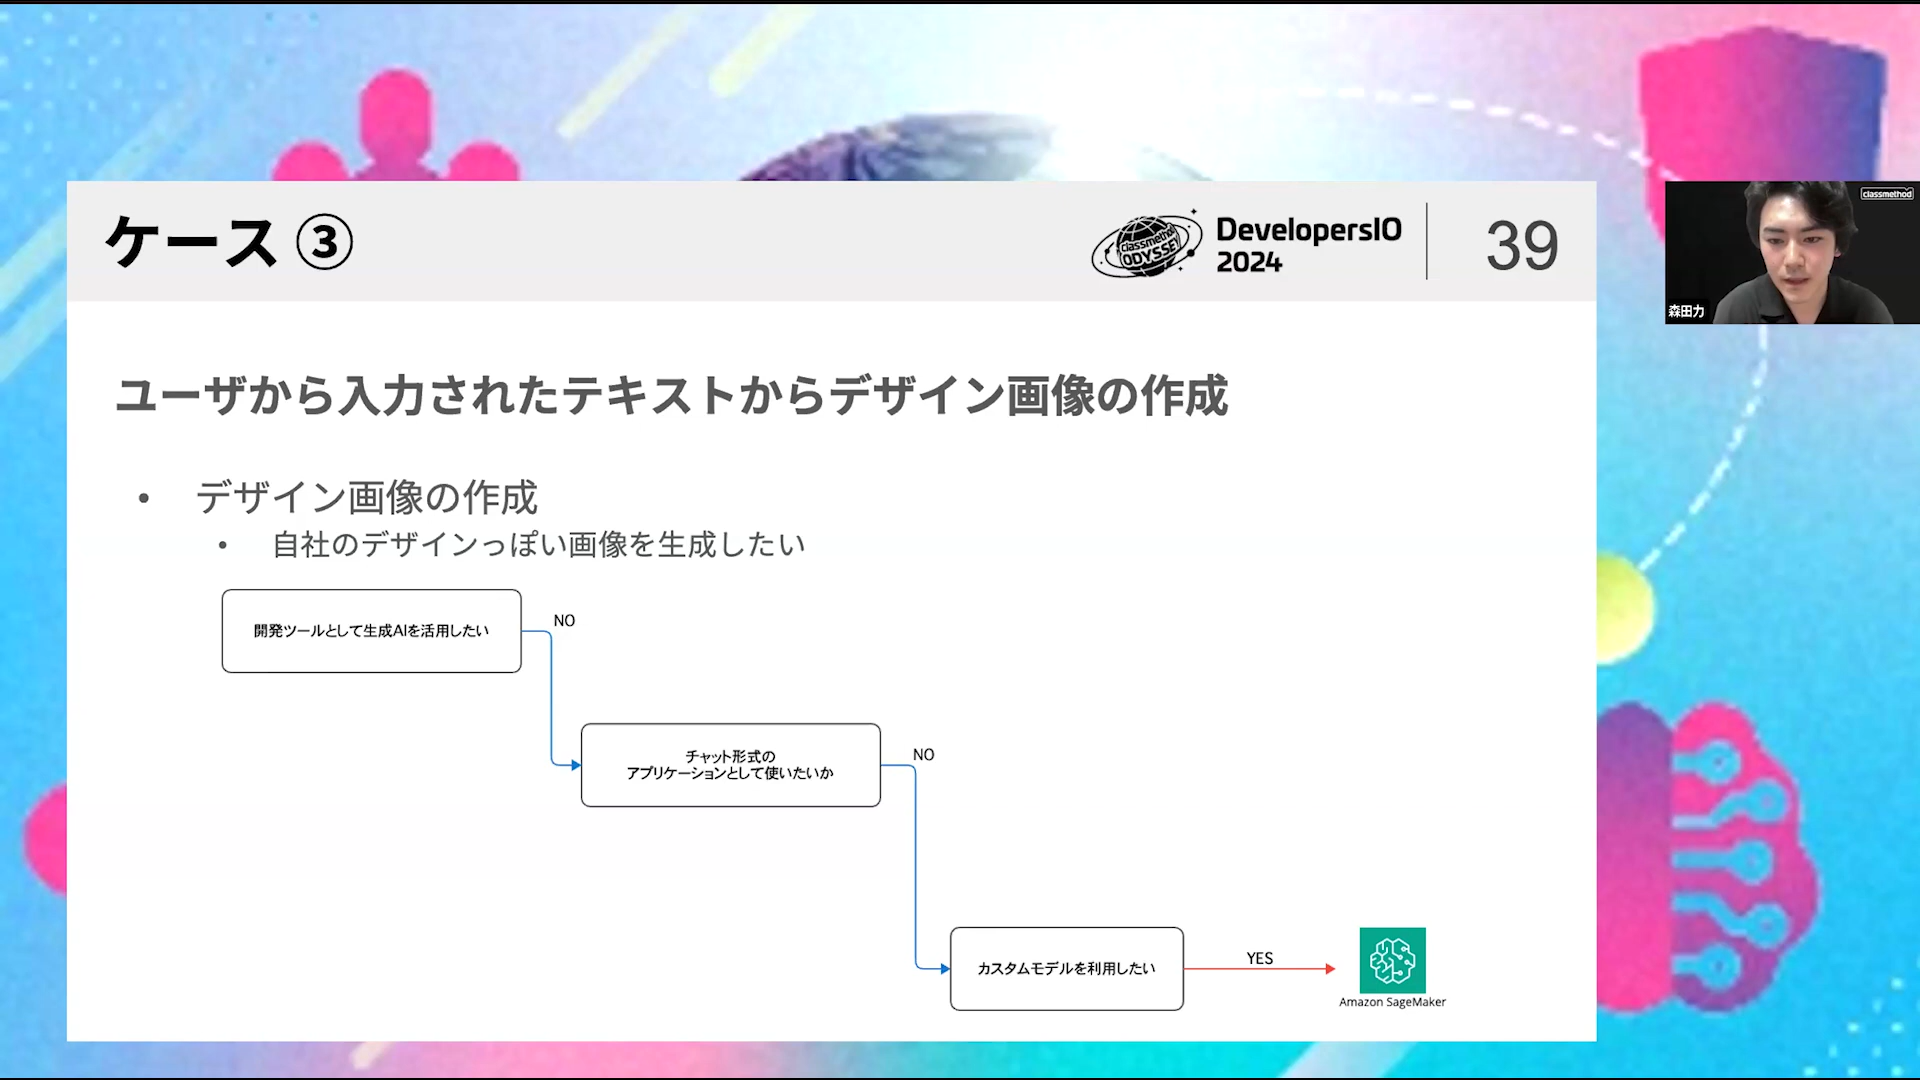 ケース ③
classmethod
ODYSSEY
DevelopersIO
2024
39
classmethod
森田力
ユーザから入力されたテキストからデザイン画像の作成
• デザイン画像の作成
• 自社のデザインっぽい画像を生成したい
開発ツールとして生成AIを活用したい
NO
チャット形式の
アプリケーションとして使いたいか
NO
カスタムモデルを利用したい
YES
Amazon SageMaker